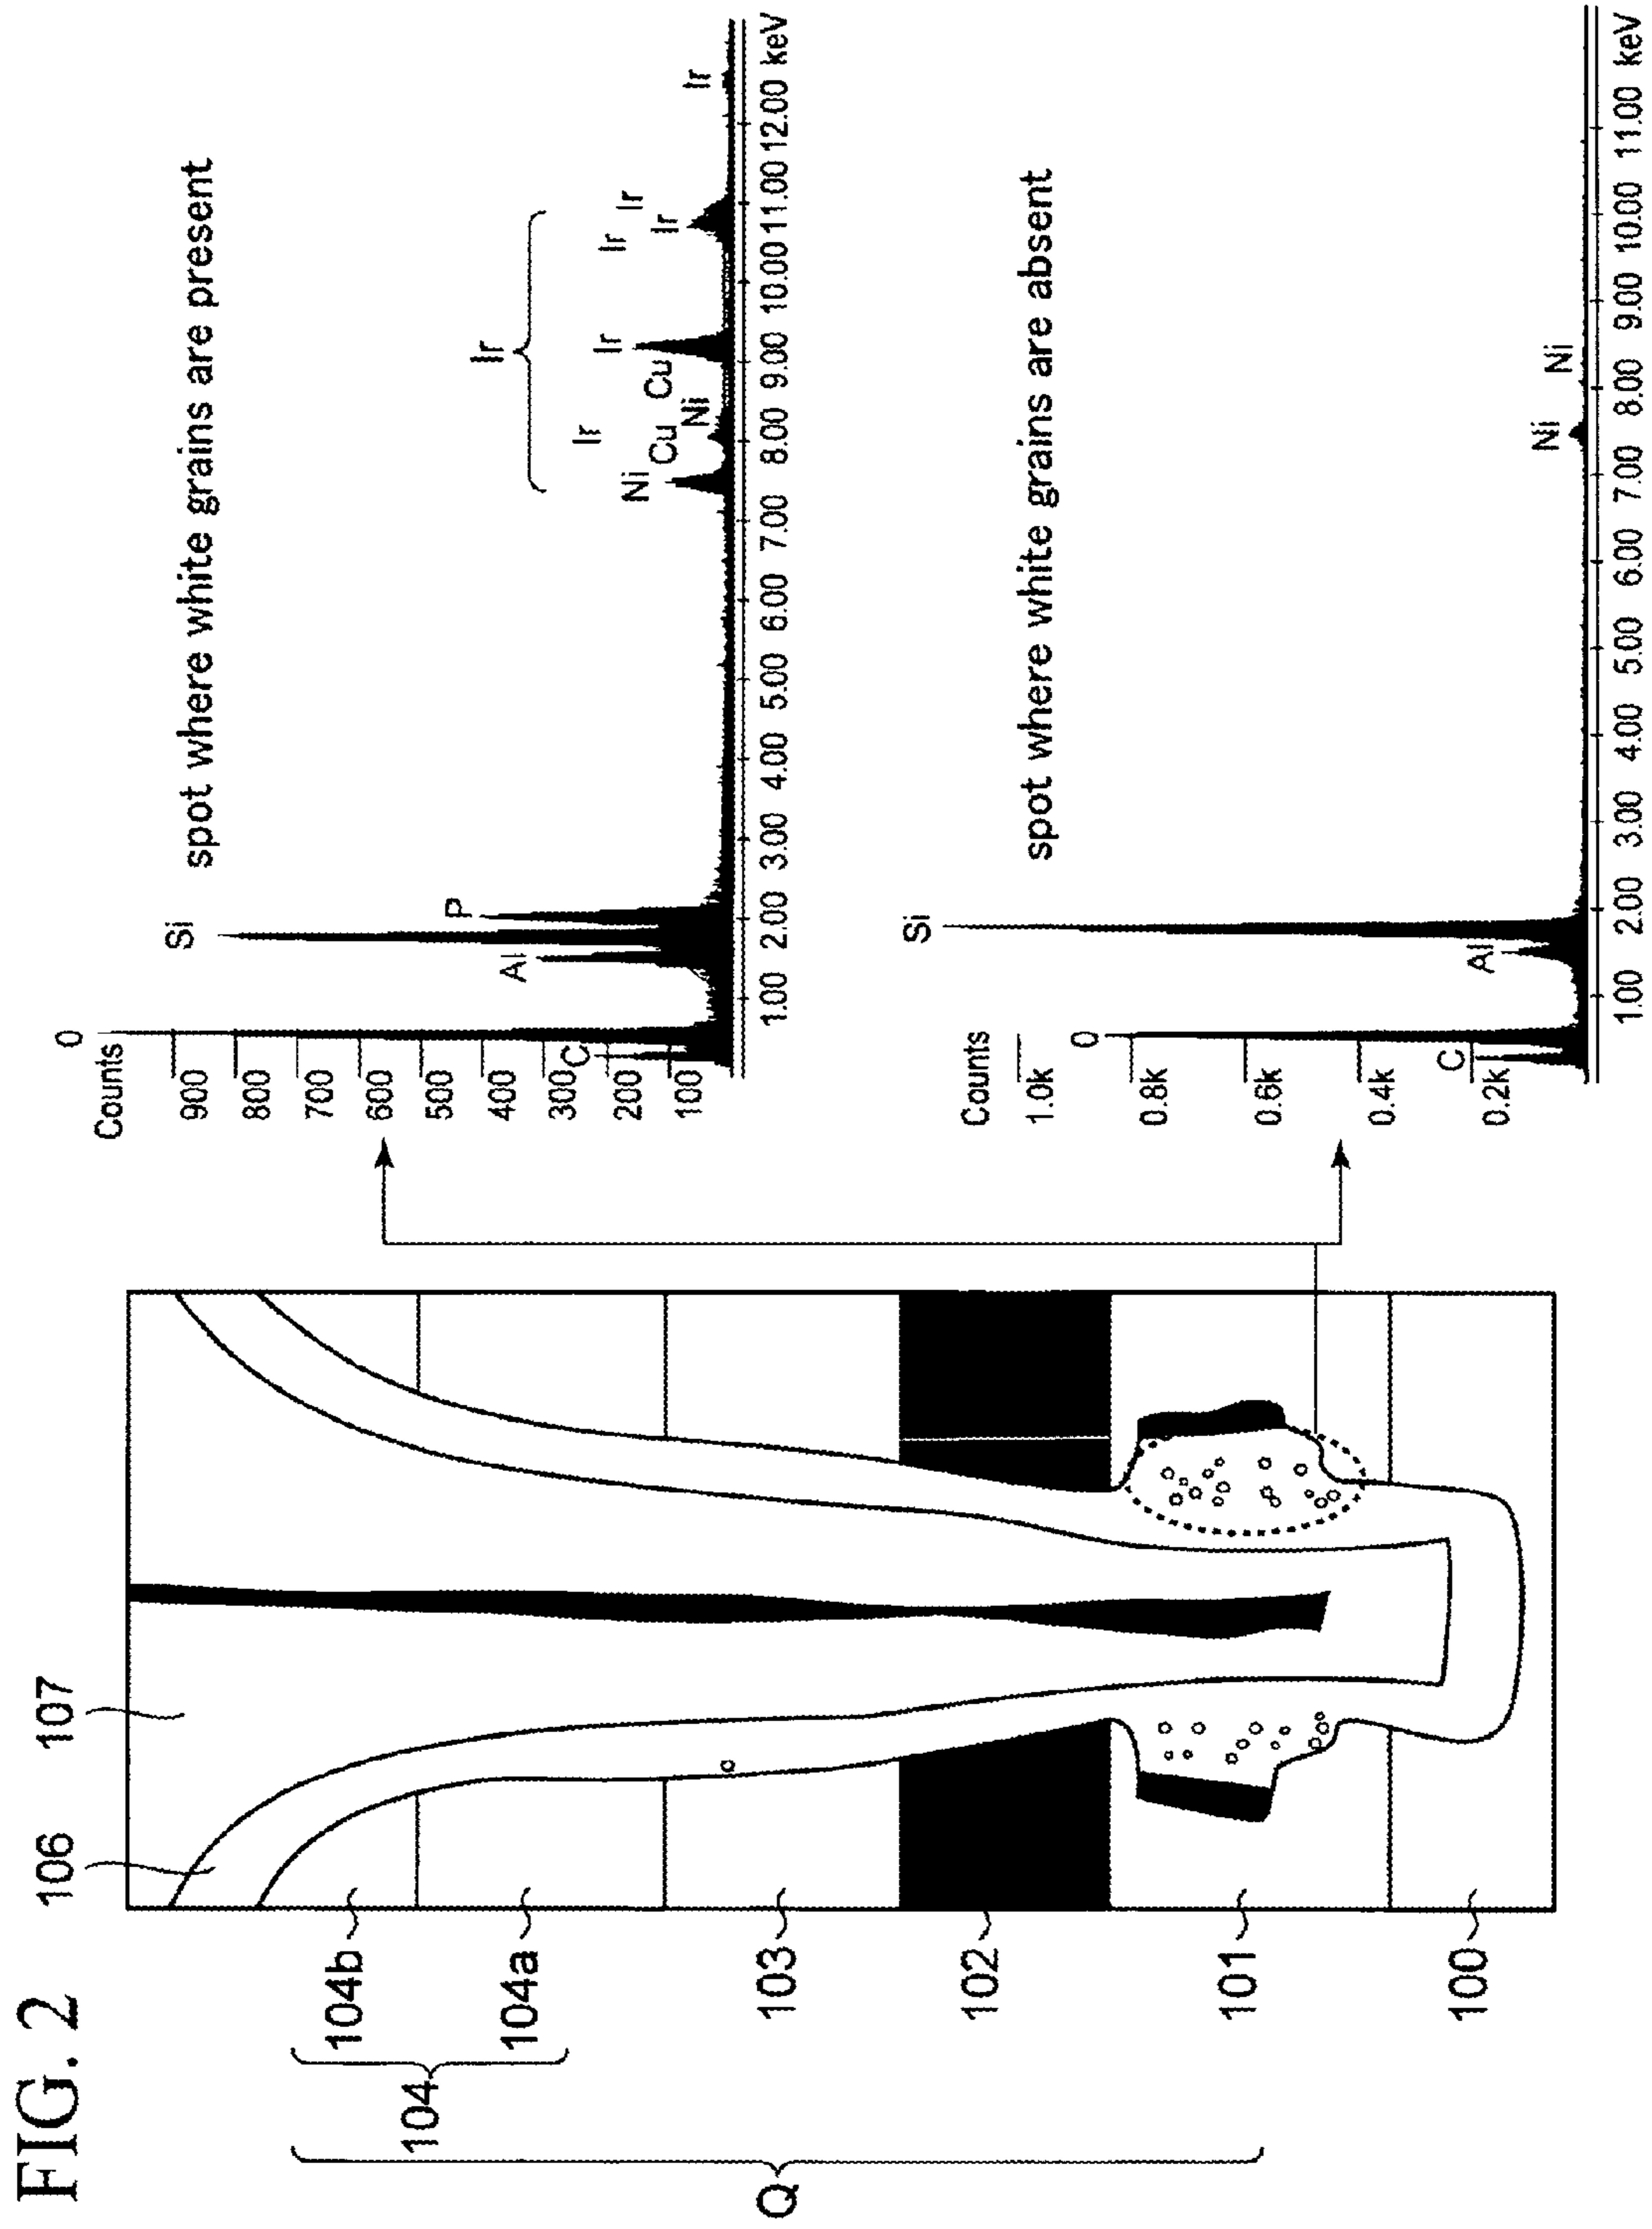 FIG. 2
106
107
104b
104a
104
103
102
101
100
Q
spot where white grains are present
Counts
900
800
700
600
500
400
300
200
100
O
C
Al
Si
P
Ni
Cu
Ni
Ir
Cu
Ir
Ir
Ir
Ir
Ir
Ir
1.00 2.00 3.00 4.00 5.00 6.00 7.00 8.00 9.00 10.00 11.00 12.00 keV
spot where white grains are absent
Counts
1.0k
0.8k
0.6k
0.4k
0.2k
O
C
Al
Si
Ni
Ni
1.00 2.00 3.00 4.00 5.00 6.00 7.00 8.00 9.00 10.00 11.00 keV